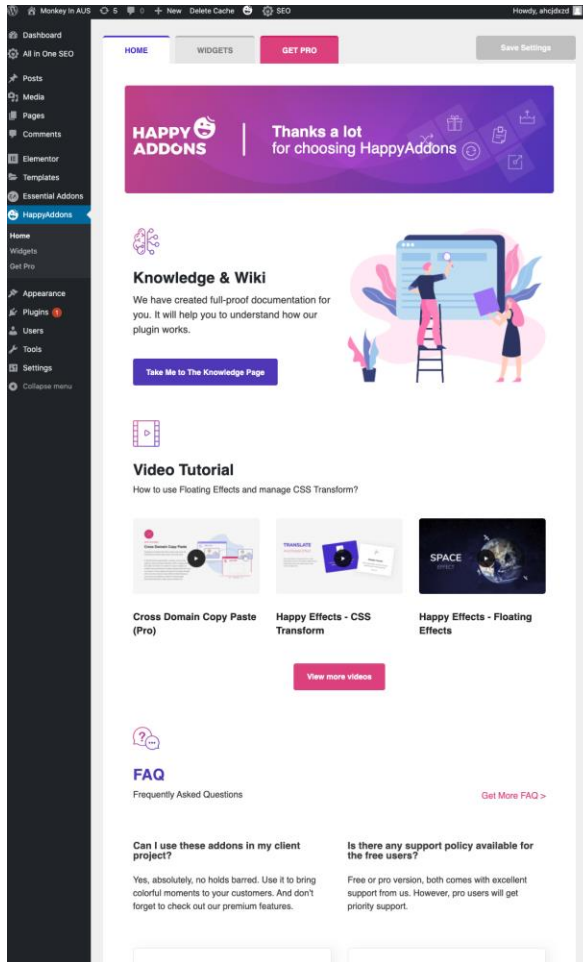 Monkey In AUS 5 0 + New Delete Cache SEO Howdy, ahcjdxzd
Dashboard
All in One SEO
Posts
Media
Pages
Comments
Elementor
Templates
Essential Addons
HappyAddons
Home
Widgets
Get Pro
Appearance
Plugins 1
Users
Tools
Settings
Collapse menu
HOME WIDGETS GET PRO Save Settings
HAPPY
ADDONS
Thanks a lot
for choosing HappyAddons
Knowledge & Wiki
We have created full-proof documentation for
you. It will help you to understand how our
plugin works.
Take Me to The Knowledge Page
Video Tutorial
How to use Floating Effects and manage CSS Transform?
Cross Domain Copy Paste
TRANSLATE
SPACE
EFFECT
Cross Domain Copy Paste
(Pro)
Happy Effects - CSS
Transform
Happy Effects - Floating
Effects
View more videos
FAQ
Frequently Asked Questions
Get More FAQ >
Can I use these addons in my client
project?
Yes, absolutely, no holds barred. Use it to bring
colorful moments to your customers. And don't
forget to check out our premium features.
Is there any support policy available for
the free users?
Free or pro version, both comes with excellent
support from us. However, pro users will get
priority support.